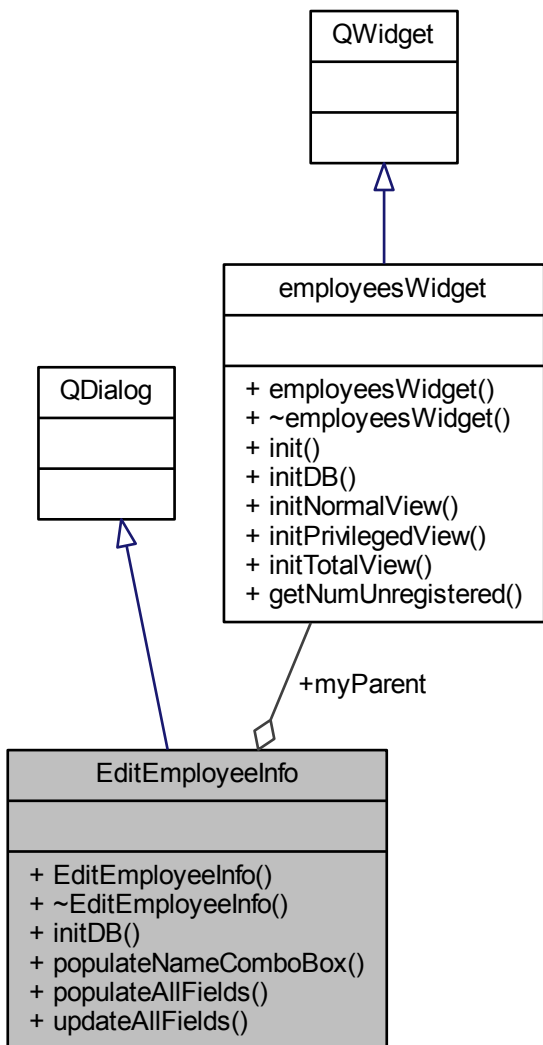 QWidget
employeesWidget
+ employeesWidget()
+ ~employeesWidget()
+ init()
+ initDB()
+ initNormalView()
+ initPrivilegedView()
+ initTotalView()
+ getNumUnregistered()
QDialog
+myParent
EditEmployeeInfo
+ EditEmployeeInfo()
+ ~EditEmployeeInfo()
+ initDB()
+ populateNameComboBox()
+ populateAllFields()
+ updateAllFields()